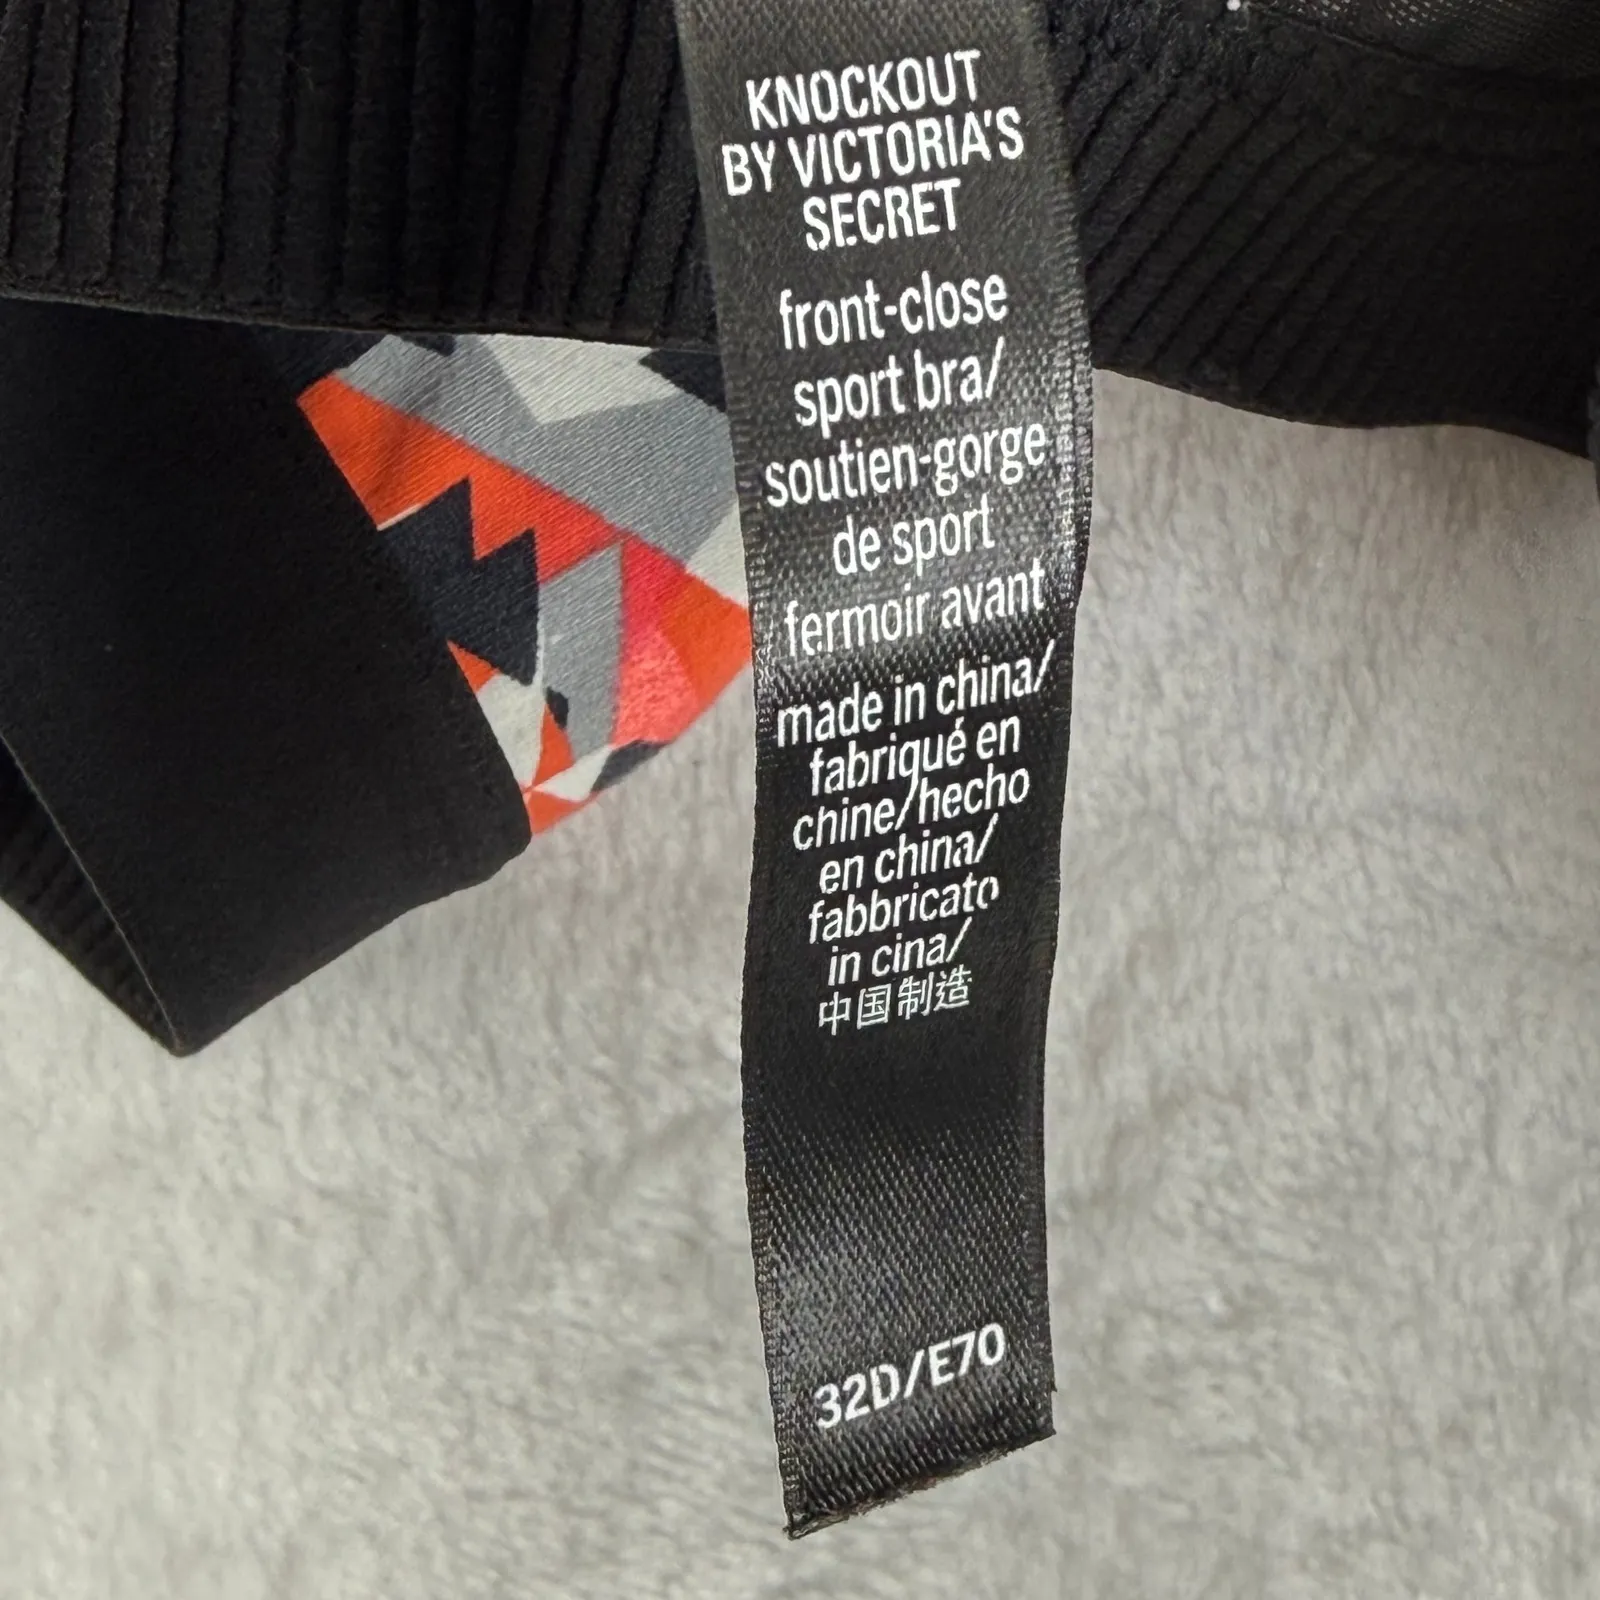 KNOCKOUT
BY VICTORIA'S
SECRET
front-close
sport bra/
soutien-gorge
de sport
fermoir avant
made in china/
fabriqué en
chine/hecho
en china/
fabbricato
in cina/
中国制造
32D/E70